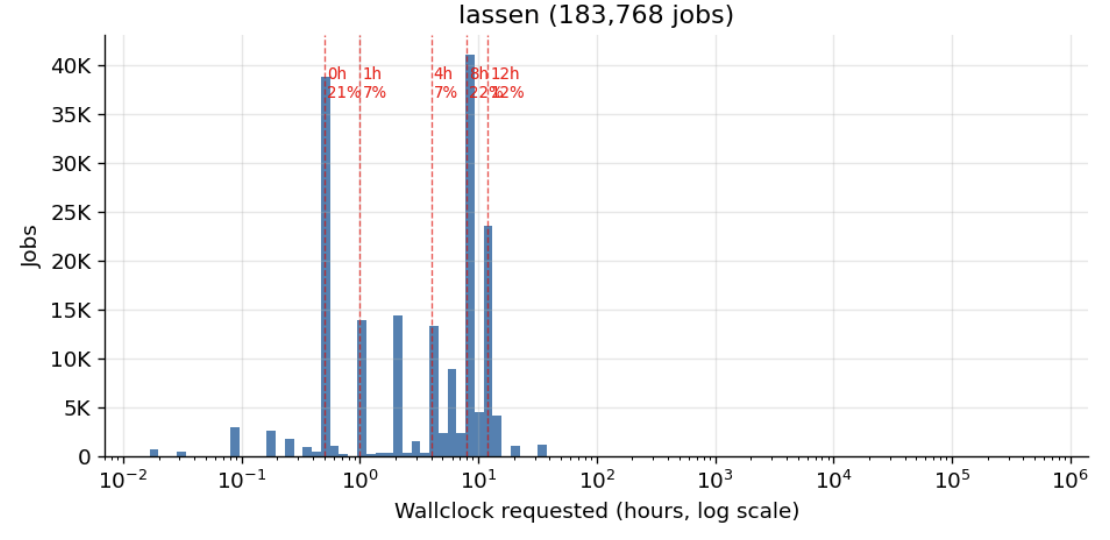 lassen (183,768 jobs)
40K
35K
30K
25K
20K
15K
10K
5K
0
Jobs
0h
21%
1h
7%
4h
7%
8h
22%
12h
12%
10⁻²
10⁻¹
10⁰
10¹
10²
10³
10⁴
10⁵
10⁶
Wallclock requested (hours, log scale)